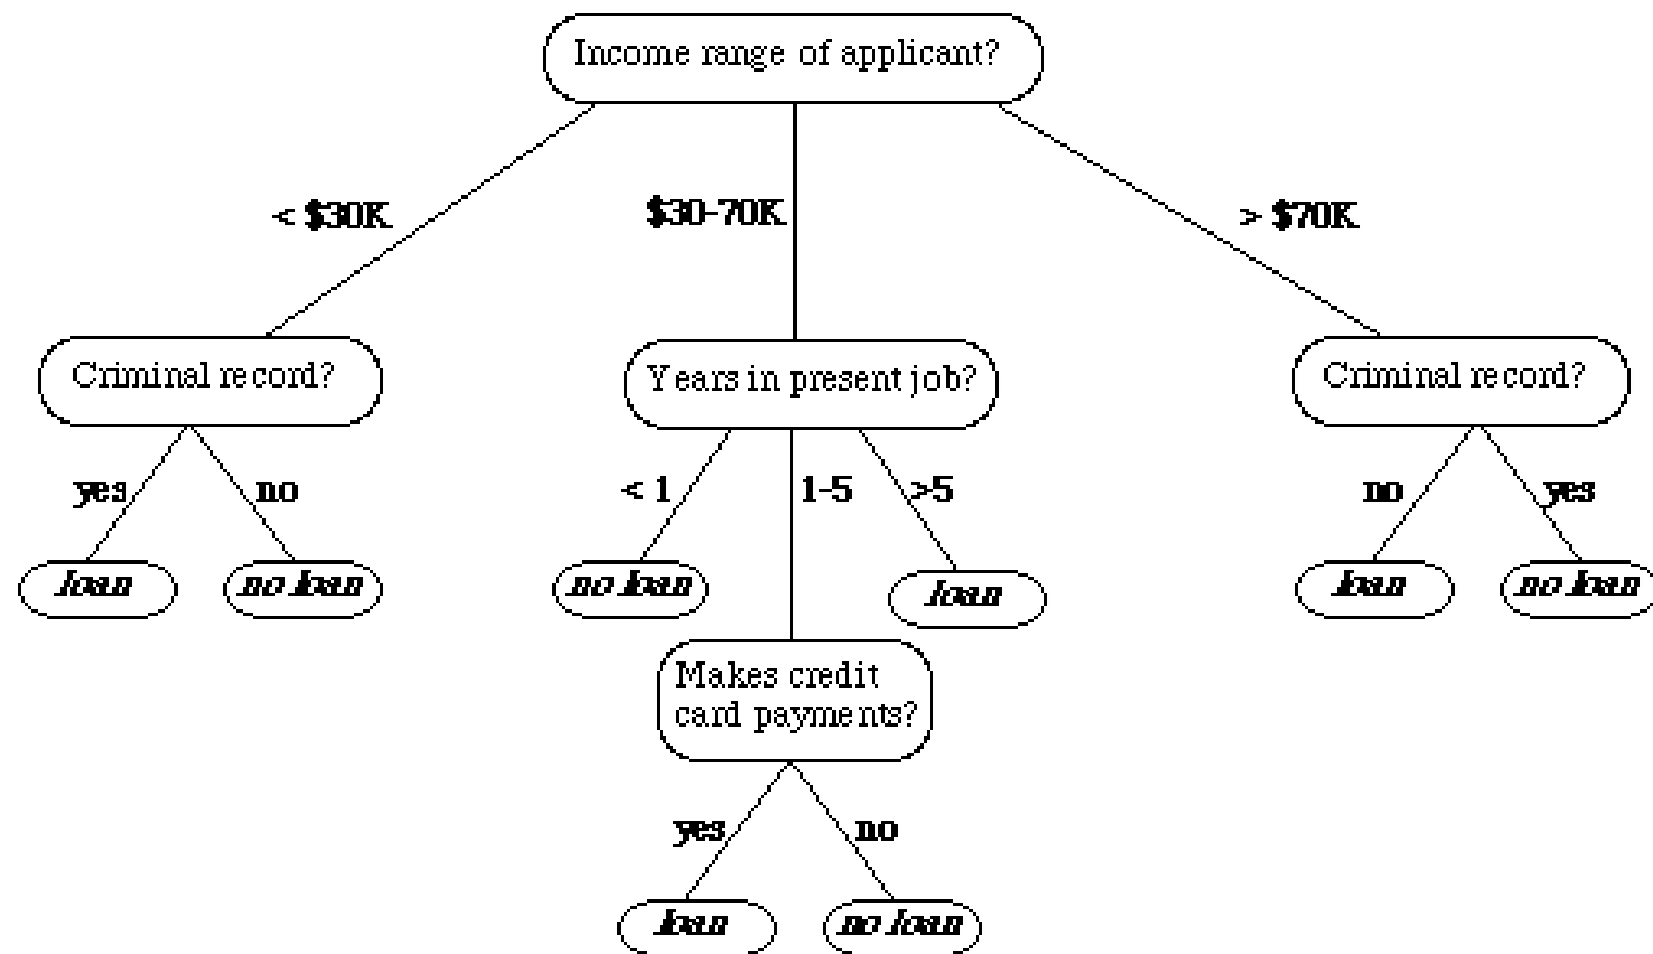 Income range of applicant?
< $30K
$30-70K
> $70K
Criminal record?
Years in present job?
Criminal record?
yes
no
< 1
1-5
>5
no
yes
loan
no loan
no loan
loan
loan
no loan
Makes credit
card payments?
yes
no
loan
no loan